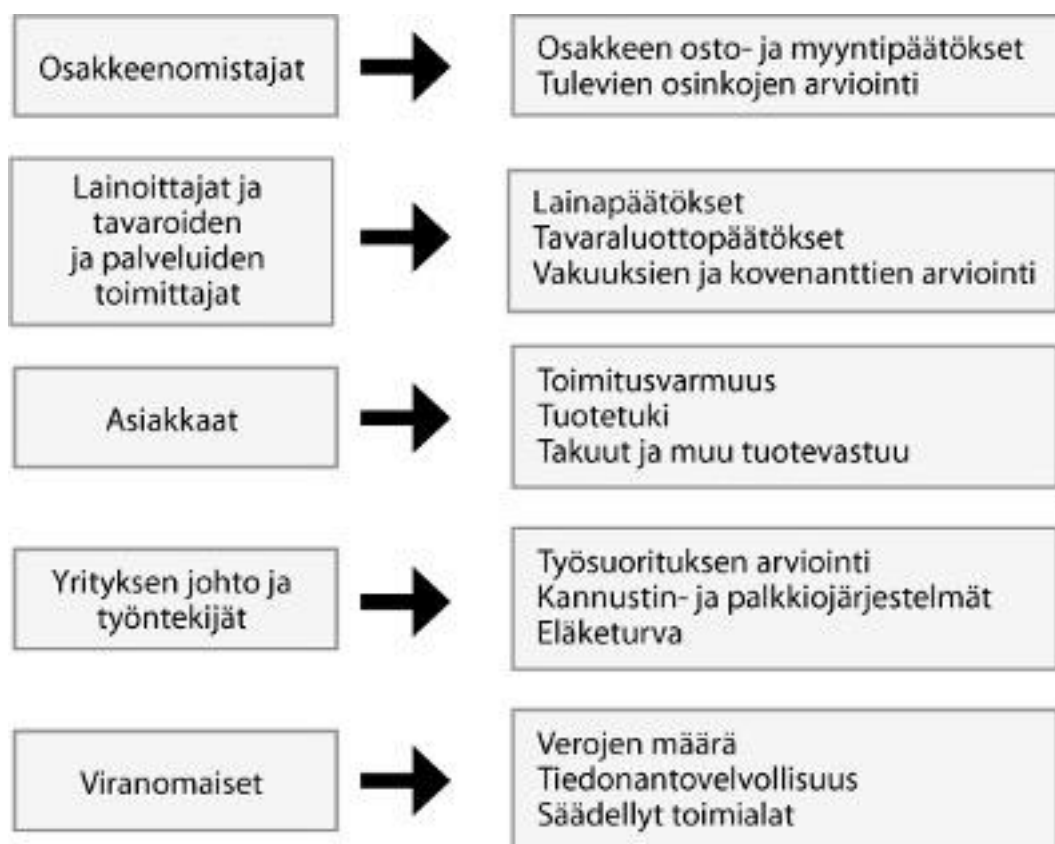 Osakkeenomistajat
Osakkeen osto- ja myyntipäätökset
Tulevien osinkojen arviointi
Lainoittajat ja
tavaroiden
ja palveluiden
toimittajat
Lainapäätökset
Tavaraluottopäätökset
Vakuuksien ja kovenanttien arviointi
Asiakkaat
Toimitusvarmuus
Tuotetuki
Takuut ja muu tuotevastuu
Yrityksen johto ja
työntekijät
Työsuorituksen arviointi
Kannustin- ja palkkiojärjestelmät
Eläketurva
Viranomaiset
Verojen määrä
Tiedonantovelvollisuus
Säädellyt toimialat